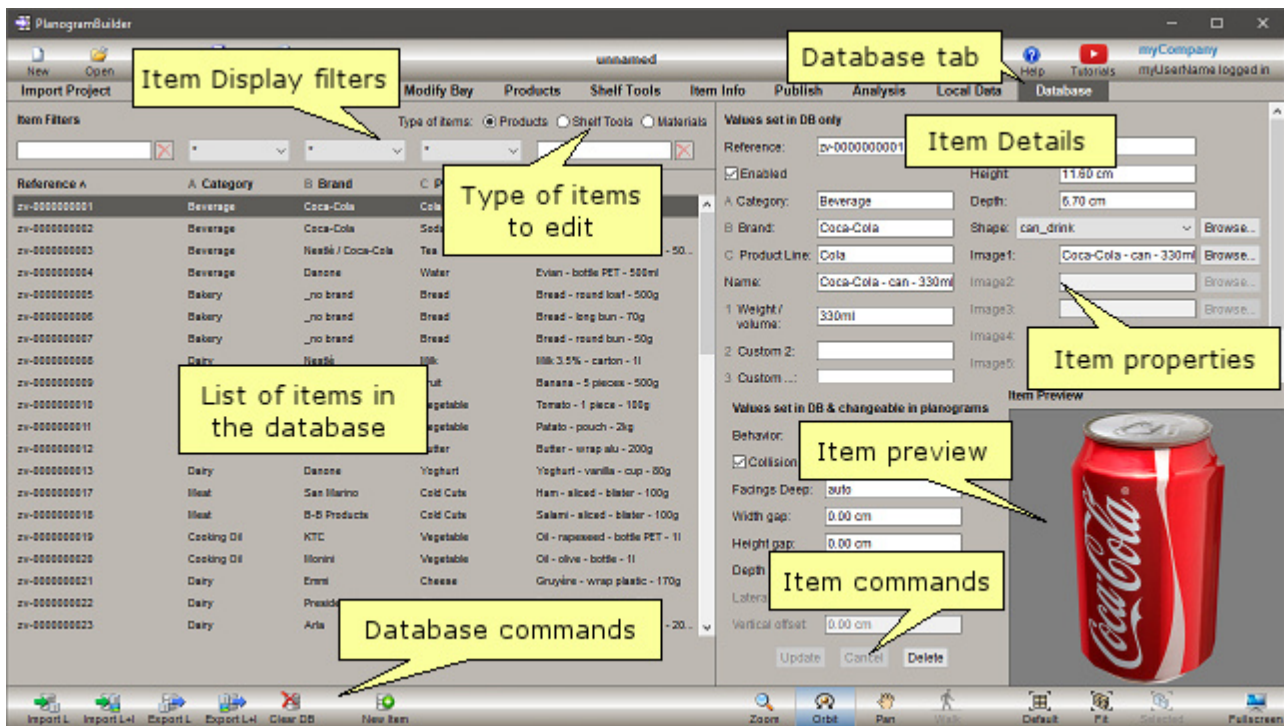 PlanogramBuilder
New Open unnamed Help Tutorials myCompany
myUserName logged in
Item Display filters
Database tab
Import Project Modify Bay Products Shelf Tools Item Info Publish Analysis Local Data Database
Item Filters Type of items: Products Shelf Tools Materials
* * *
Type of items
to edit
Reference A Category B Brand C P
zv-0000000001 Beverage Coca-Cola Cola
zv-0000000002 Beverage Coca-Cola Soda
zv-0000000003 Beverage Nestlé / Coca-Cola Tea - 50...
zv-0000000004 Beverage Danone Water Evian - bottle PET - 500ml
zv-0000000005 Bakery _no brand Bread Bread - round loaf - 500g
zv-0000000006 Bakery _no brand Bread Bread - long bun - 70g
zv-0000000007 Bakery _no brand Bread Bread - round bun - 50g
zv-0000000008 Dairy Nestlé Milk Milk 3.5% - carton - 1l
zv-0000000009 Banana - 5 pieces - 500g
zv-0000000010 Tomato - 1 piece - 100g
zv-0000000011 Patato - pouch - 2kg
zv-0000000012 Butter - wrap alu - 200g
List of items in
the database
zv-0000000013 Dairy Danone Yoghurt Yoghurt - vanilla - cup - 80g
zv-0000000017 Meat San Marino Cold Cuts Ham - sliced - blister - 100g
zv-0000000018 Meat B-B Products Cold Cuts Salami - sliced - blister - 100g
zv-0000000019 Cooking Oil KTC Vegetable Oil - rapeseed - bottle PET - 1l
zv-0000000020 Cooking Oil Monini Vegetable Oil - olive - bottle - 1l
zv-0000000021 Dairy Emmi Cheese Gruyère - wrap plastic - 170g
zv-0000000022 Dairy
zv-0000000023 Dairy Arla - 20...
Database commands
Values set in DB only
Reference: zv-0000000001
Item Details
Enabled Height: 11.60 cm
A Category: Beverage Depth: 6.70 cm
B Brand: Coca-Cola Shape: can_drink Browse...
C Product Line: Cola Image1: Coca-Cola - can - 330ml Browse...
Name: Coca-Cola - can - 330ml Image2: Browse...
1 Weight / volume: 330ml Image3: Browse...
Image4:
2 Custom 2: Image5:
3 Custom ...:
Item properties
Values set in DB & changeable in planograms
Item Preview
Behavior:
Collision
Item preview
Facings Deep: auto
Width gap: 0.00 cm
Height gap: 0.00 cm
Depth
Item commands
Vertical offset: 0.00 cm
Update Cancel Delete
Coca-Cola
Import L Import L+I Export L Export L+I Clear DB New Item Zoom Orbit Pan Walk Default Fit Selected Fullscreen